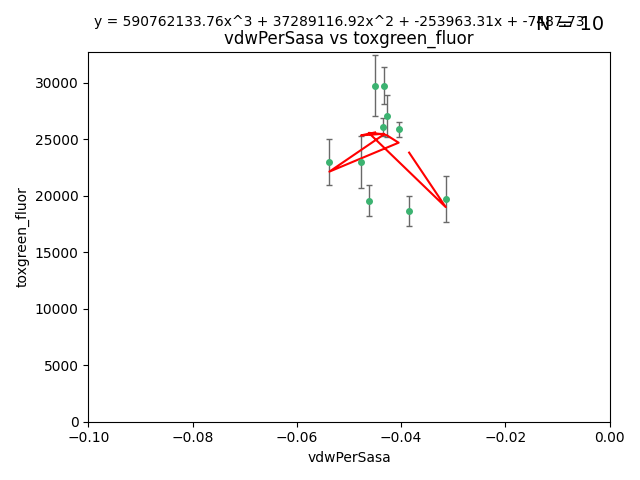 y = 590762133.76x^3 + 37289116.92x^2 + -253963.31x + -7487.73
N = 10
vdwPerSasa vs toxgreen_fluor
30000
25000
20000
15000
10000
5000
0
toxgreen_fluor
−0.10
−0.08
−0.06
−0.04
−0.02
0.00
vdwPerSasa